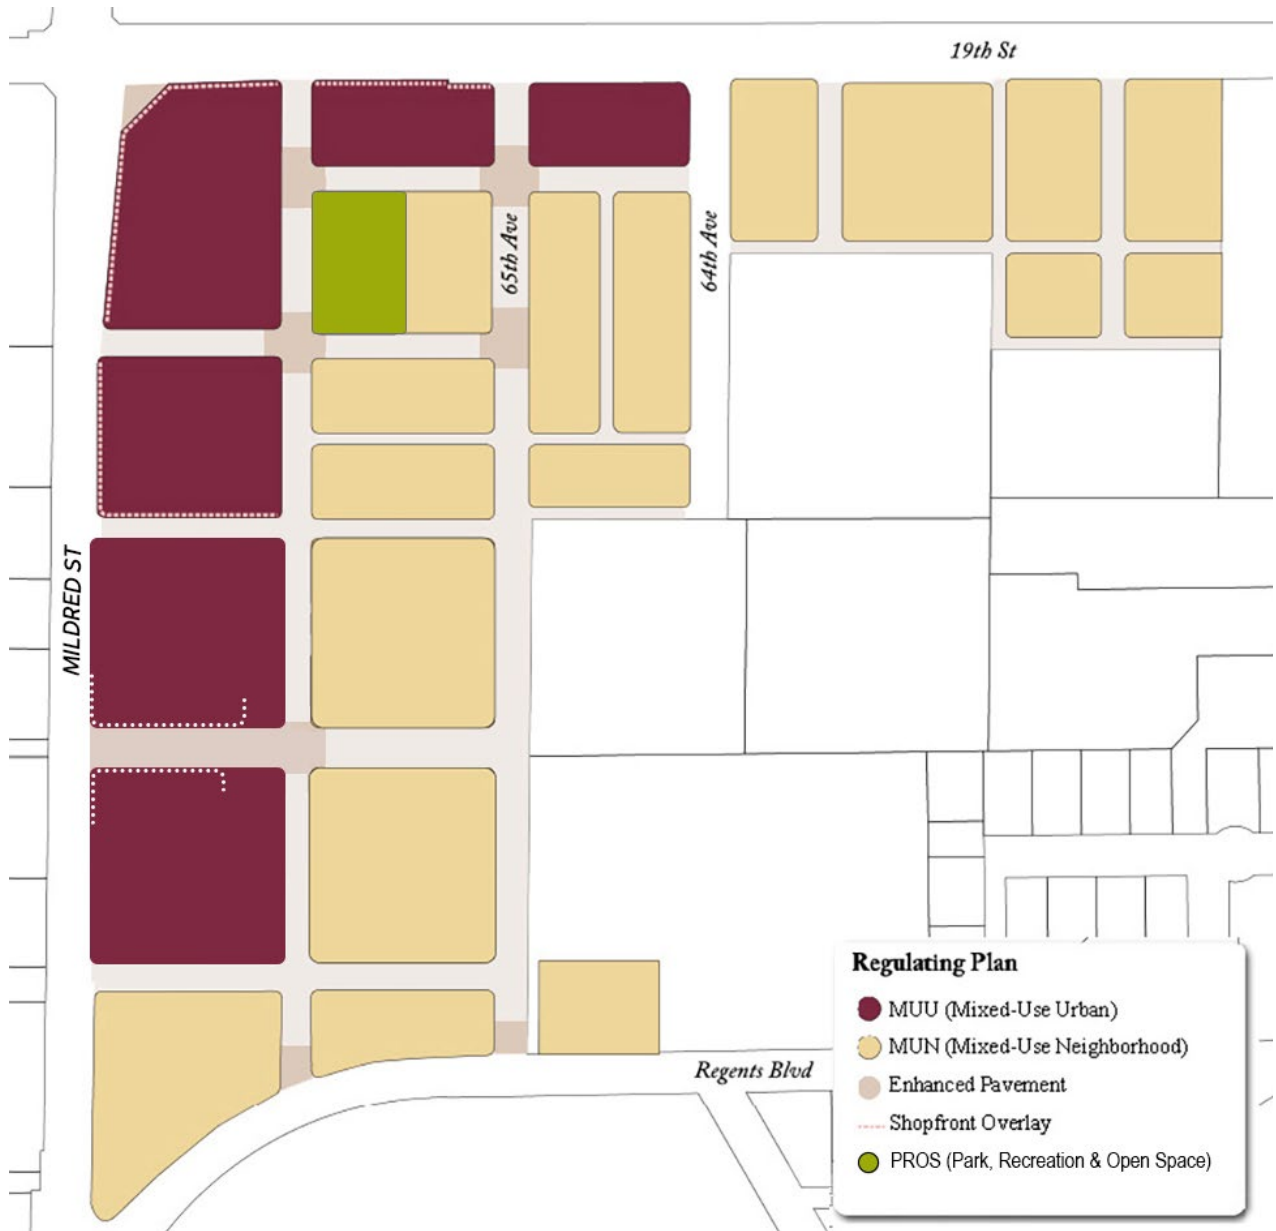 19th St
65th Ave
64th Ave
MILDRED ST
Regents Blvd
Regulating Plan
MUU (Mixed-Use Urban)
MUN (Mixed-Use Neighborhood)
Enhanced Pavement
Shopfront Overlay
PROS (Park, Recreation & Open Space)